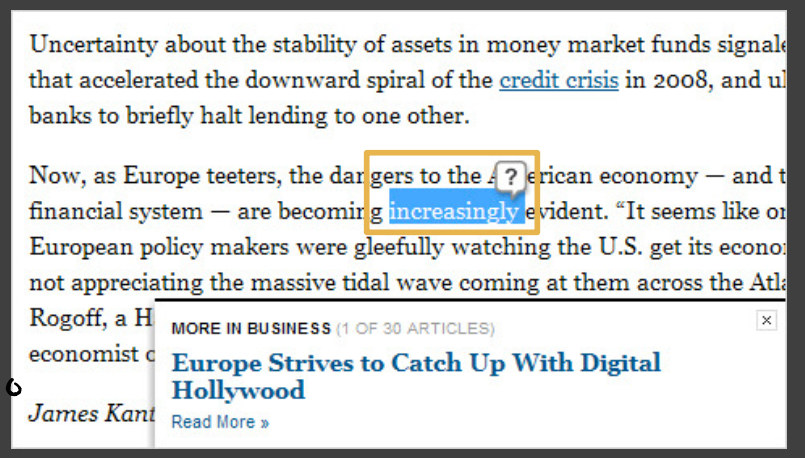 Uncertainty about the stability of assets in money market funds signale
that accelerated the downward spiral of the credit crisis in 2008, and ul
banks to briefly halt lending to one other.
Now, as Europe teeters, the dangers to the A erican economy — and t
?
financial system — are becoming increasingly evident. “It seems like or
European policy makers were gleefully watching the U.S. get its econo
not appreciating the massive tidal wave coming at them across the Atla
Rogoff, a H
economist o
James Kant
MORE IN BUSINESS (1 OF 30 ARTICLES)
Europe Strives to Catch Up With Digital
Hollywood
Read More »